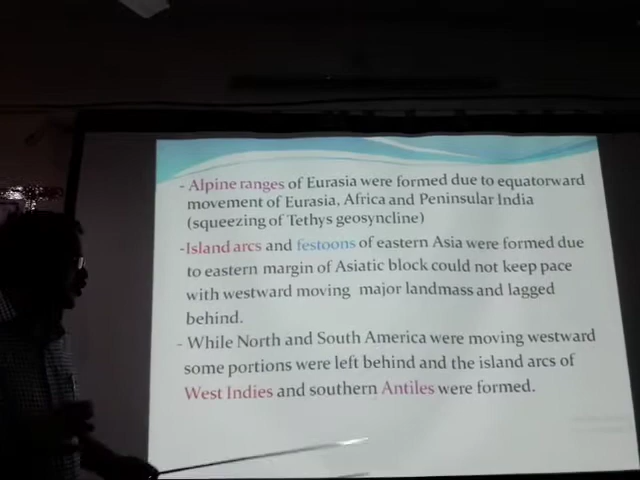 - Alpine ranges of Eurasia were formed due to equatorward
movement of Eurasia, Africa and Peninsular India
(squeezing of Tethys geosyncline)
-Island arcs and festoons of eastern Asia were formed due
to eastern margin of Asiatic block could not keep pace
with westward moving major landmass and lagged
behind.
- While North and South America were moving westward
some portions were left behind and the island arcs of
West Indies and southern Antiles were formed.